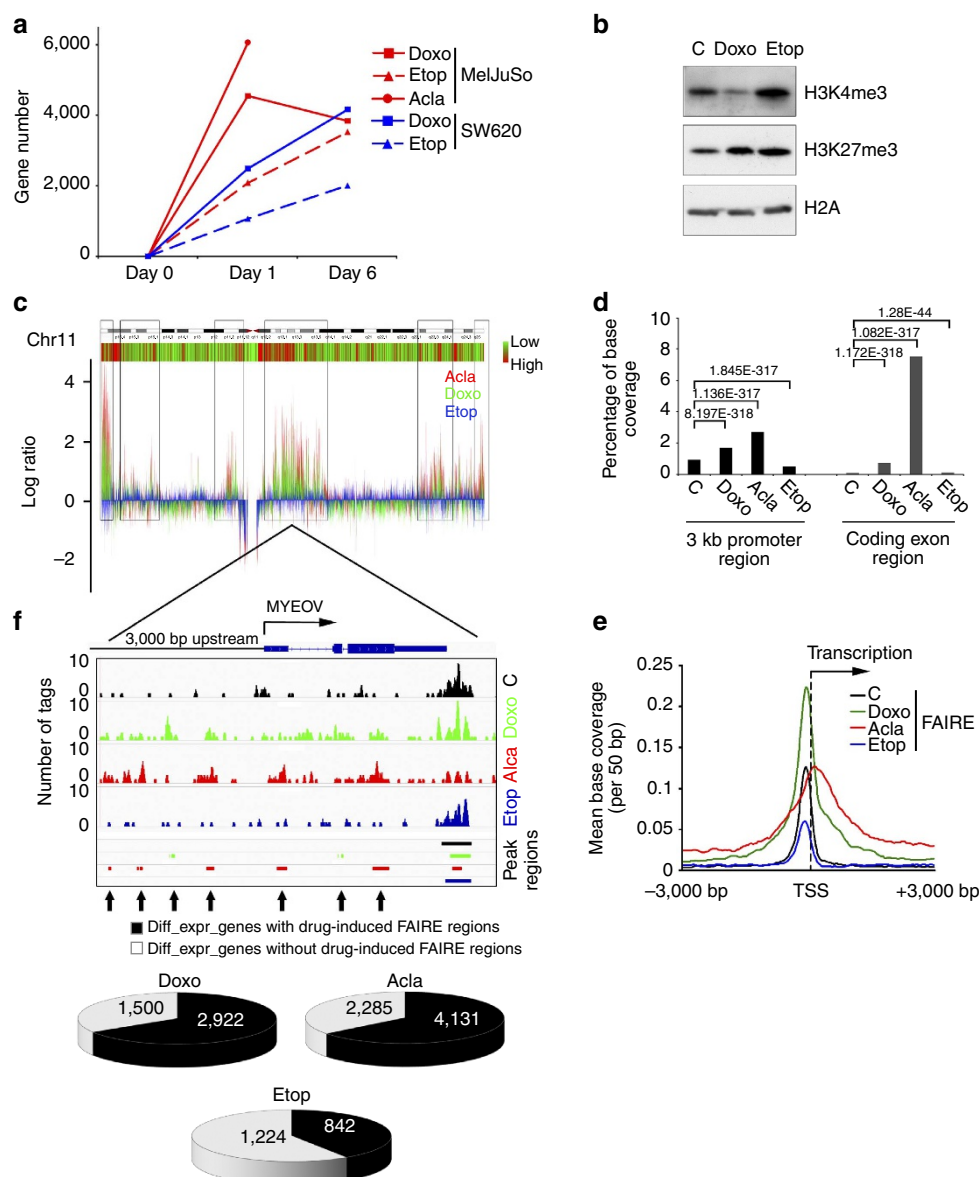 a
6,000
4,000
2,000
0
Gene number
Day 0 Day 1 Day 6
Doxo
Etop
Acla
MelJuSo
Doxo
Etop
SW620
b
C Doxo Etop
H3K4me3
H3K27me3
H2A
c
Chr11
Low
High
Acla
Doxo
Etop
4
2
0
–2
Log ratio
d
10
8
6
4
2
0
Percentage of base
coverage
1.845E-317
1.136E-317
8.197E-318
1.28E-44
1.082E-317
1.172E-318
C Doxo Acla Etop
C Doxo Acla Etop
3 kb promoter
region
Coding exon
region
f
MYEOV
3,000 bp upstream
10
0
C
10
0
Doxo
10
0
Alca
10
0
Etop
Number of tags
Peak
regions
Diff_expr_genes with drug-induced FAIRE regions
Diff_expr_genes without drug-induced FAIRE regions
Doxo
1,500
2,922
Acla
2,285
4,131
Etop
1,224
842
e
Transcription
0.25
0.2
0.15
0.1
0.05
0
Mean base coverage
(per 50 bp)
C
Doxo
Acla
Etop
FAIRE
–3,000 bp TSS +3,000 bp